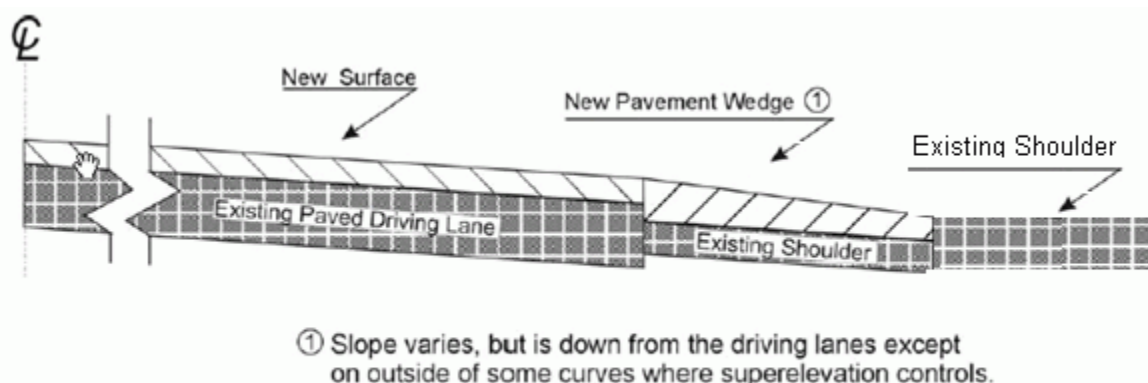 ℄
New Surface
New Pavement Wedge ①
Existing Shoulder
Existing Paved Driving Lane
Existing Shoulder
① Slope varies, but is down from the driving lanes except
on outside of some curves where superelevation controls.